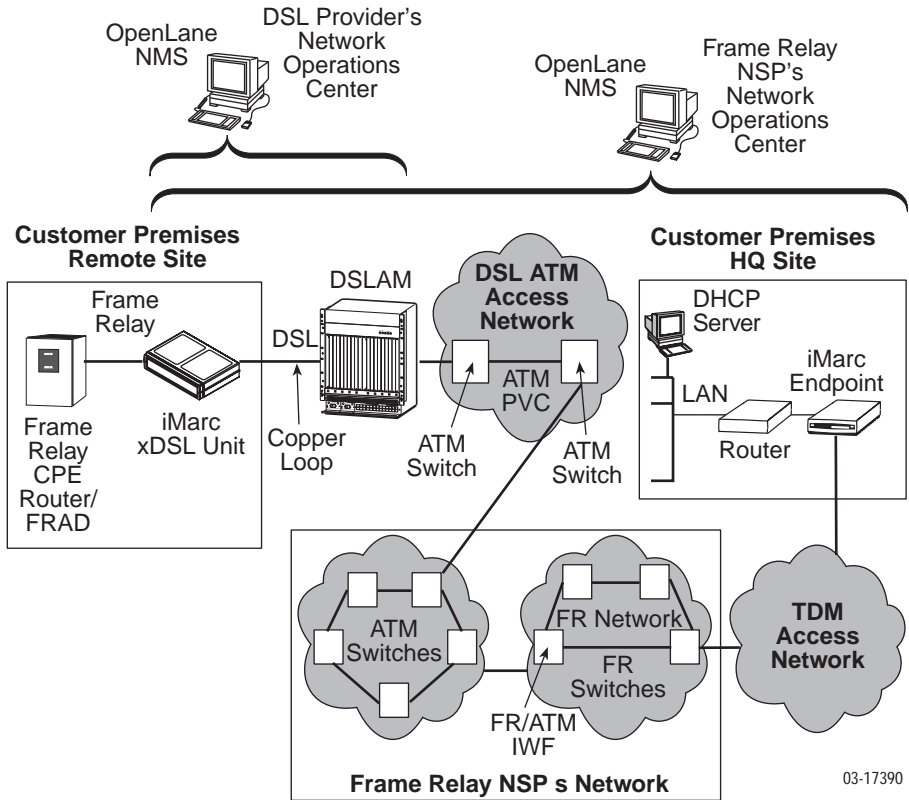 OpenLane
NMS
DSL Provider's
Network
Operations
Center
OpenLane
NMS
Frame Relay
NSP's
Network
Operations
Center
Customer Premises
Remote Site
Frame
Relay
Frame
Relay
CPE
Router/
FRAD
iMarc
xDSL Unit
DSL
Copper
Loop
DSLAM
DSL ATM
Access
Network
ATM
PVC
ATM
Switch
ATM
Switch
Customer Premises
HQ Site
DHCP
Server
LAN
Router
iMarc
Endpoint
ATM
Switches
FR Network
FR
Switches
FR/ATM
IWF
Frame Relay NSP s Network
TDM
Access
Network
03-17390